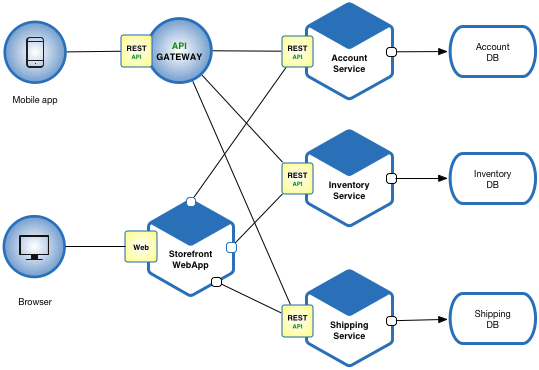 REST
API
API
GATEWAY
Mobile app
REST
API
Account
Service
Account
DB
REST
API
Inventory
Service
Inventory
DB
Web
Storefront
WebApp
Browser
REST
API
Shipping
Service
Shipping
DB